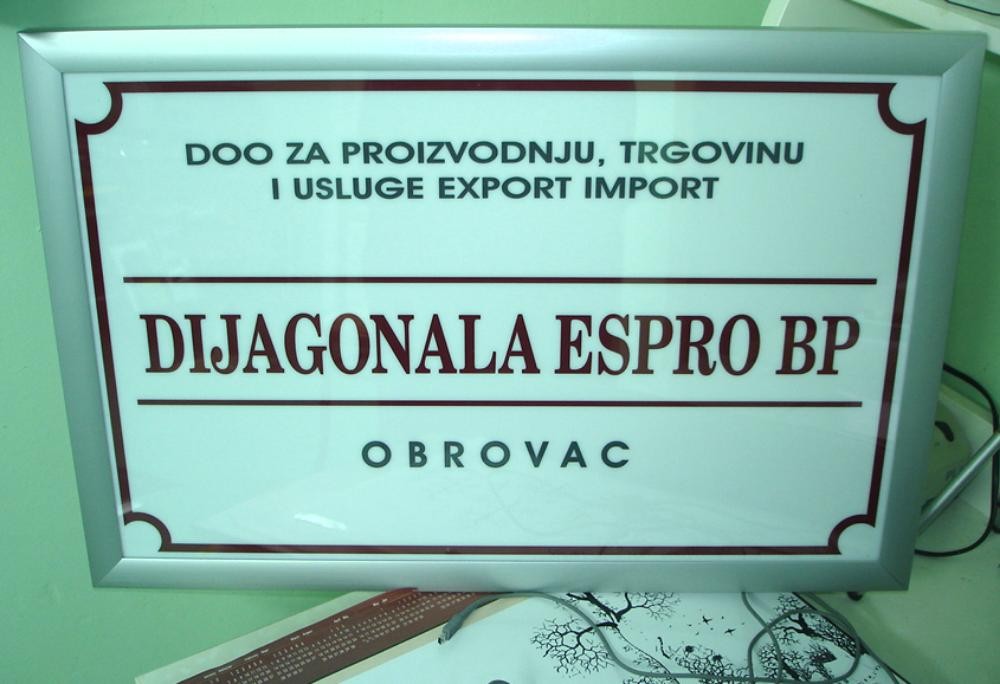 DOO ZA PROIZVODNJU, TRGOVINU
I USLUGE EXPORT IMPORT
DIJAGONALA ESPRO BP
OBROVAC